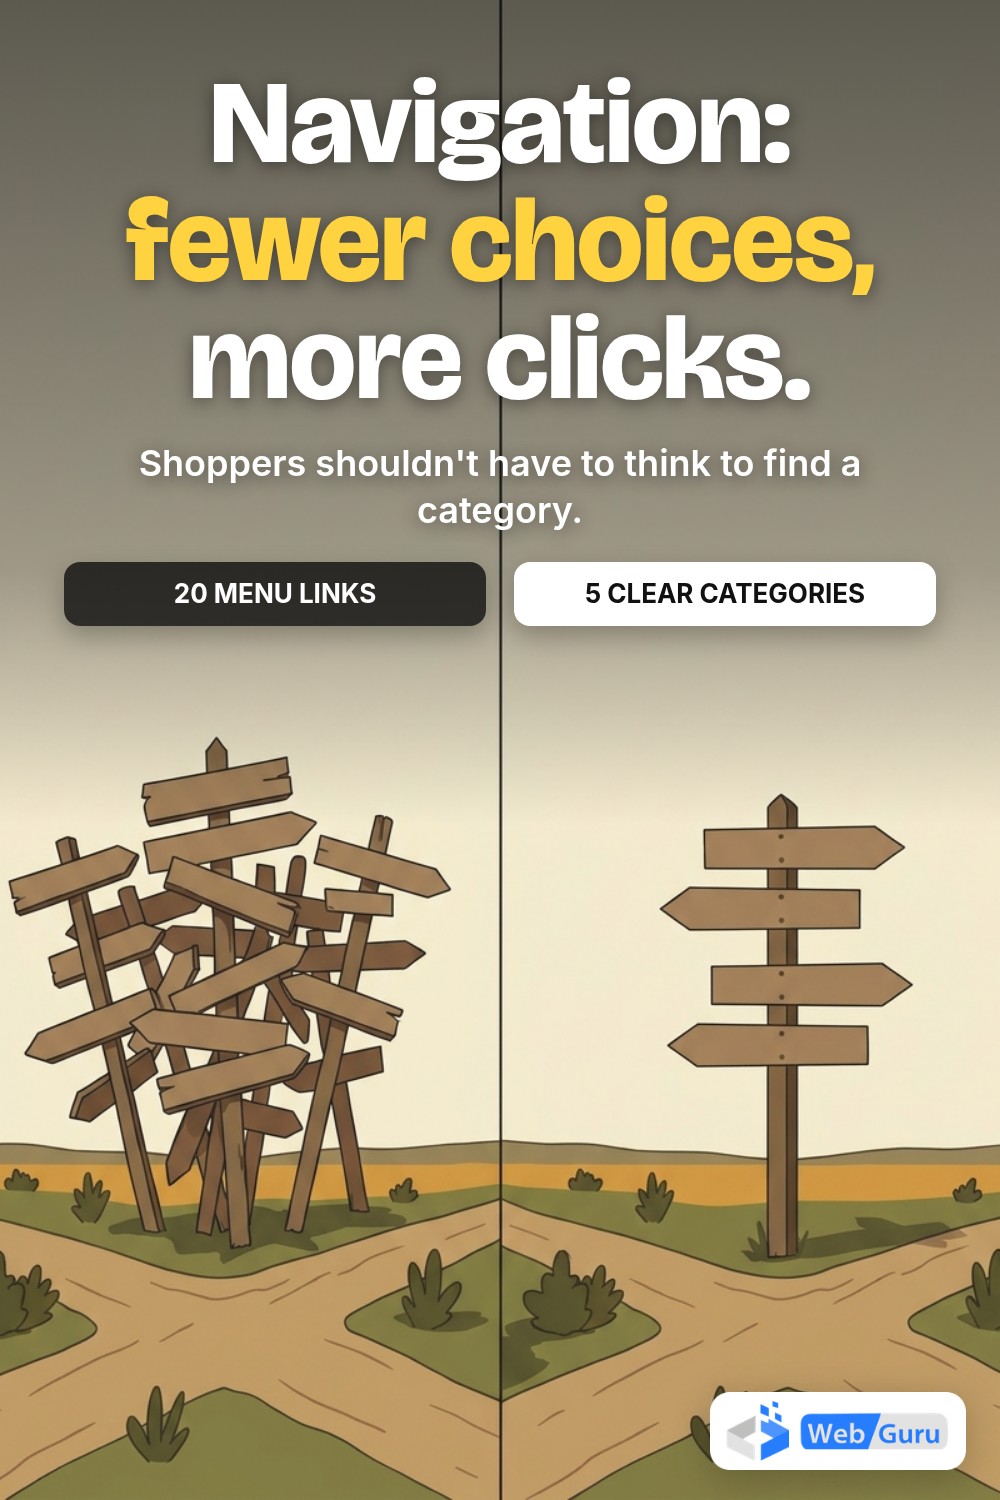 Navigation:
fewer choices,
more clicks.
Shoppers shouldn't have to think to find a
category.
20 MENU LINKS
5 CLEAR CATEGORIES
Web Guru